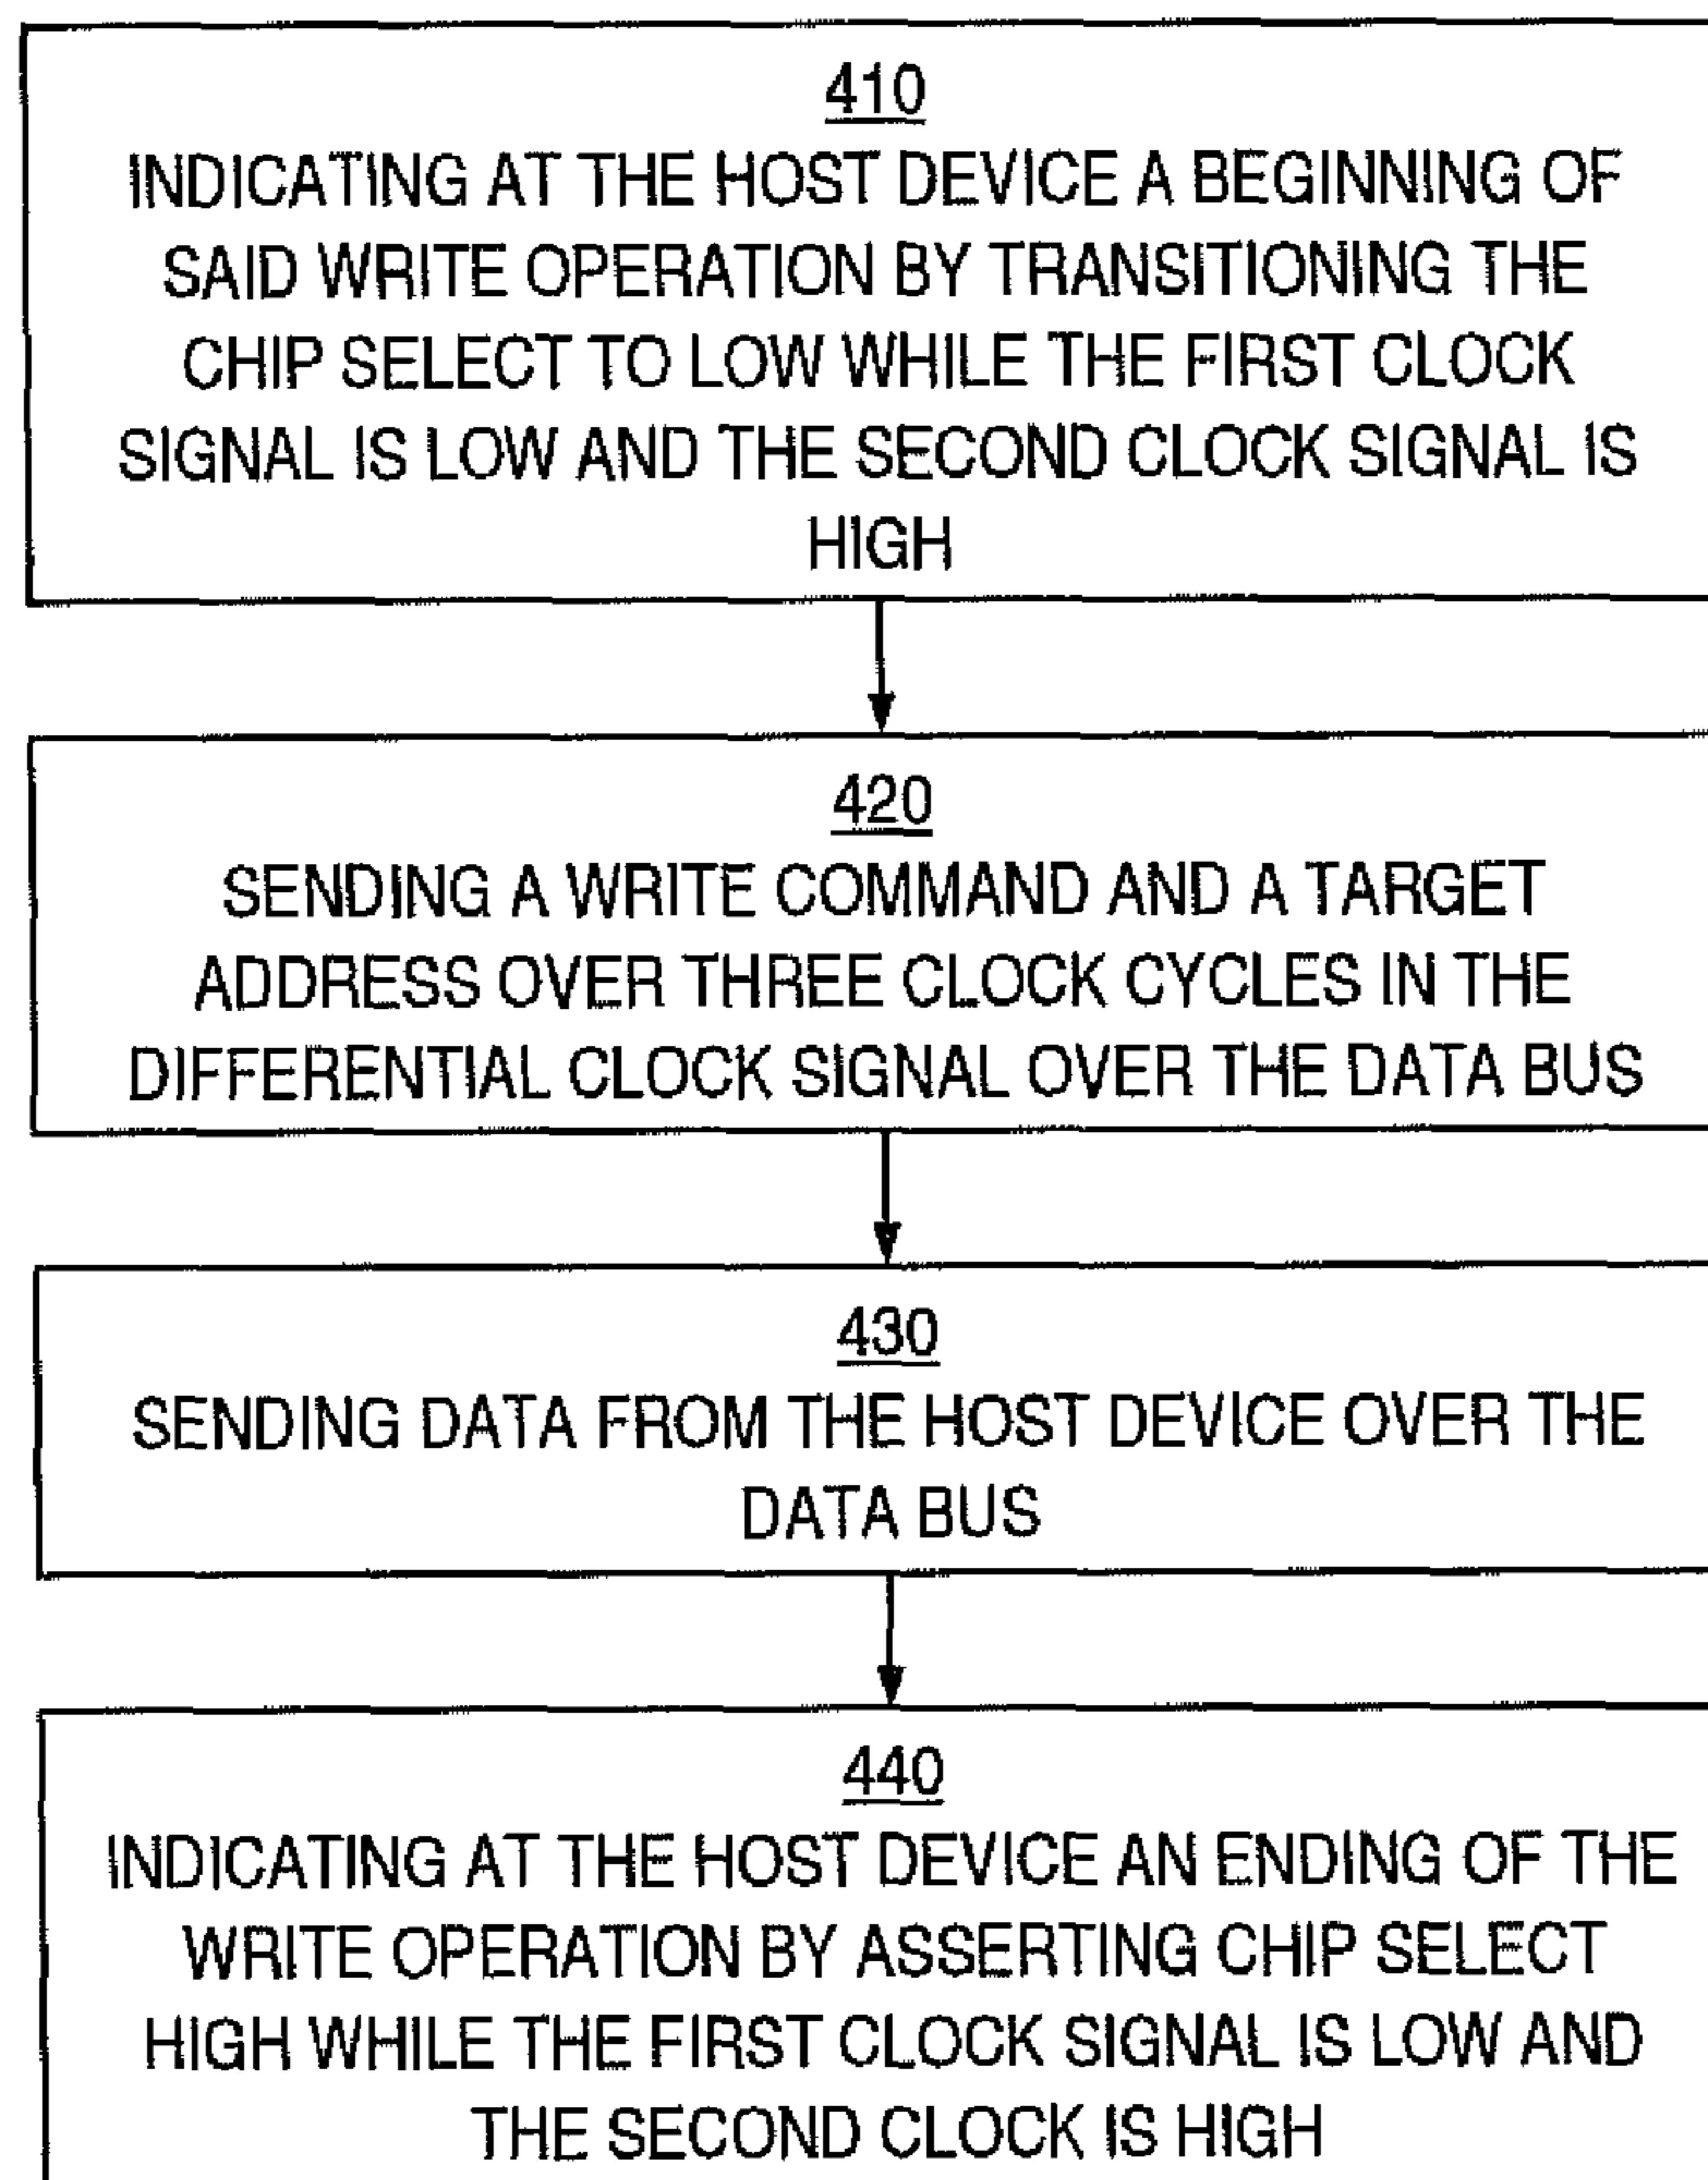 410
INDICATING AT THE HOST DEVICE A BEGINNING OF
SAID WRITE OPERATION BY TRANSITIONING THE
CHIP SELECT TO LOW WHILE THE FIRST CLOCK
SIGNAL IS LOW AND THE SECOND CLOCK SIGNAL IS
HIGH
420
SENDING A WRITE COMMAND AND A TARGET
ADDRESS OVER THREE CLOCK CYCLES IN THE
DIFFERENTIAL CLOCK SIGNAL OVER THE DATA BUS
430
SENDING DATA FROM THE HOST DEVICE OVER THE
DATA BUS
440
INDICATING AT THE HOST DEVICE AN ENDING OF THE
WRITE OPERATION BY ASSERTING CHIP SELECT
HIGH WHILE THE FIRST CLOCK SIGNAL IS LOW AND
THE SECOND CLOCK IS HIGH